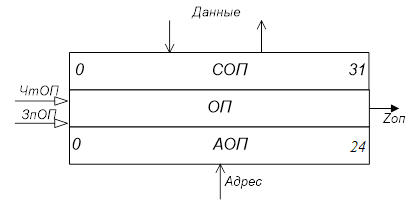 Данные
0 СОП 31
ЧтОП
ОП
ЗпОП
Zоп
0 АОП 24
Адрес